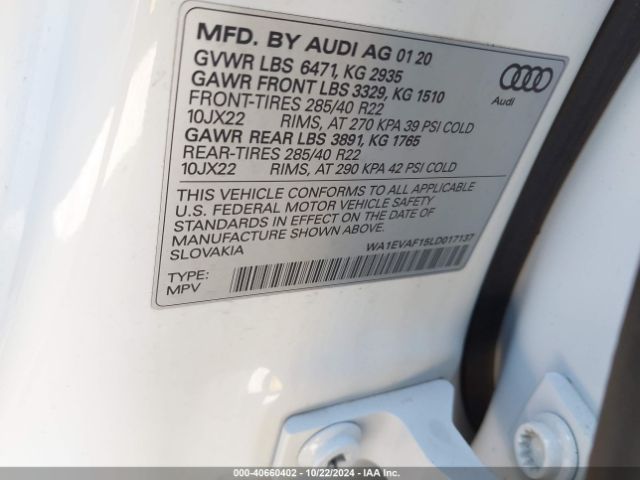 MFD. BY AUDI AG 01 20
GVWR LBS 6471, KG 2935
GAWR FRONT LBS 3329, KG 1510
FRONT-TIRES 285/40 R22
10JX22 RIMS, AT 270 KPA 39 PSI COLD
GAWR REAR LBS 3891, KG 1765
REAR-TIRES 285/40 R22
10JX22 RIMS, AT 290 KPA 42 PSI COLD
Audi
THIS VEHICLE CONFORMS TO ALL APPLICABLE
U.S. FEDERAL MOTOR VEHICLE SAFETY
STANDARDS IN EFFECT ON THE DATE OF
MANUFACTURE SHOWN ABOVE.
SLOVAKIA
WA1EVAF15LD017137
TYPE:
MPV
000-40660402 - 10/22/2024 - IAA Inc.